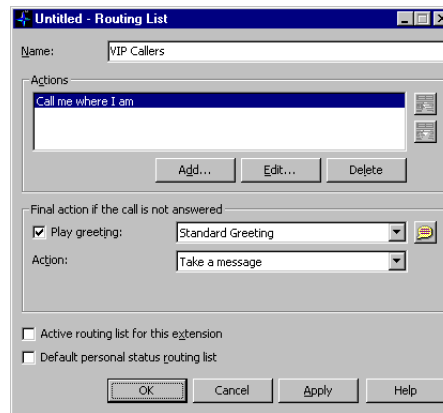 Untitled - Routing List
Name: VIP Callers
Actions
Call me where I am
Add... Edit... Delete
Final action if the call is not answered
Play greeting: Standard Greeting
Action: Take a message
Active routing list for this extension
Default personal status routing list
OK Cancel Apply Help